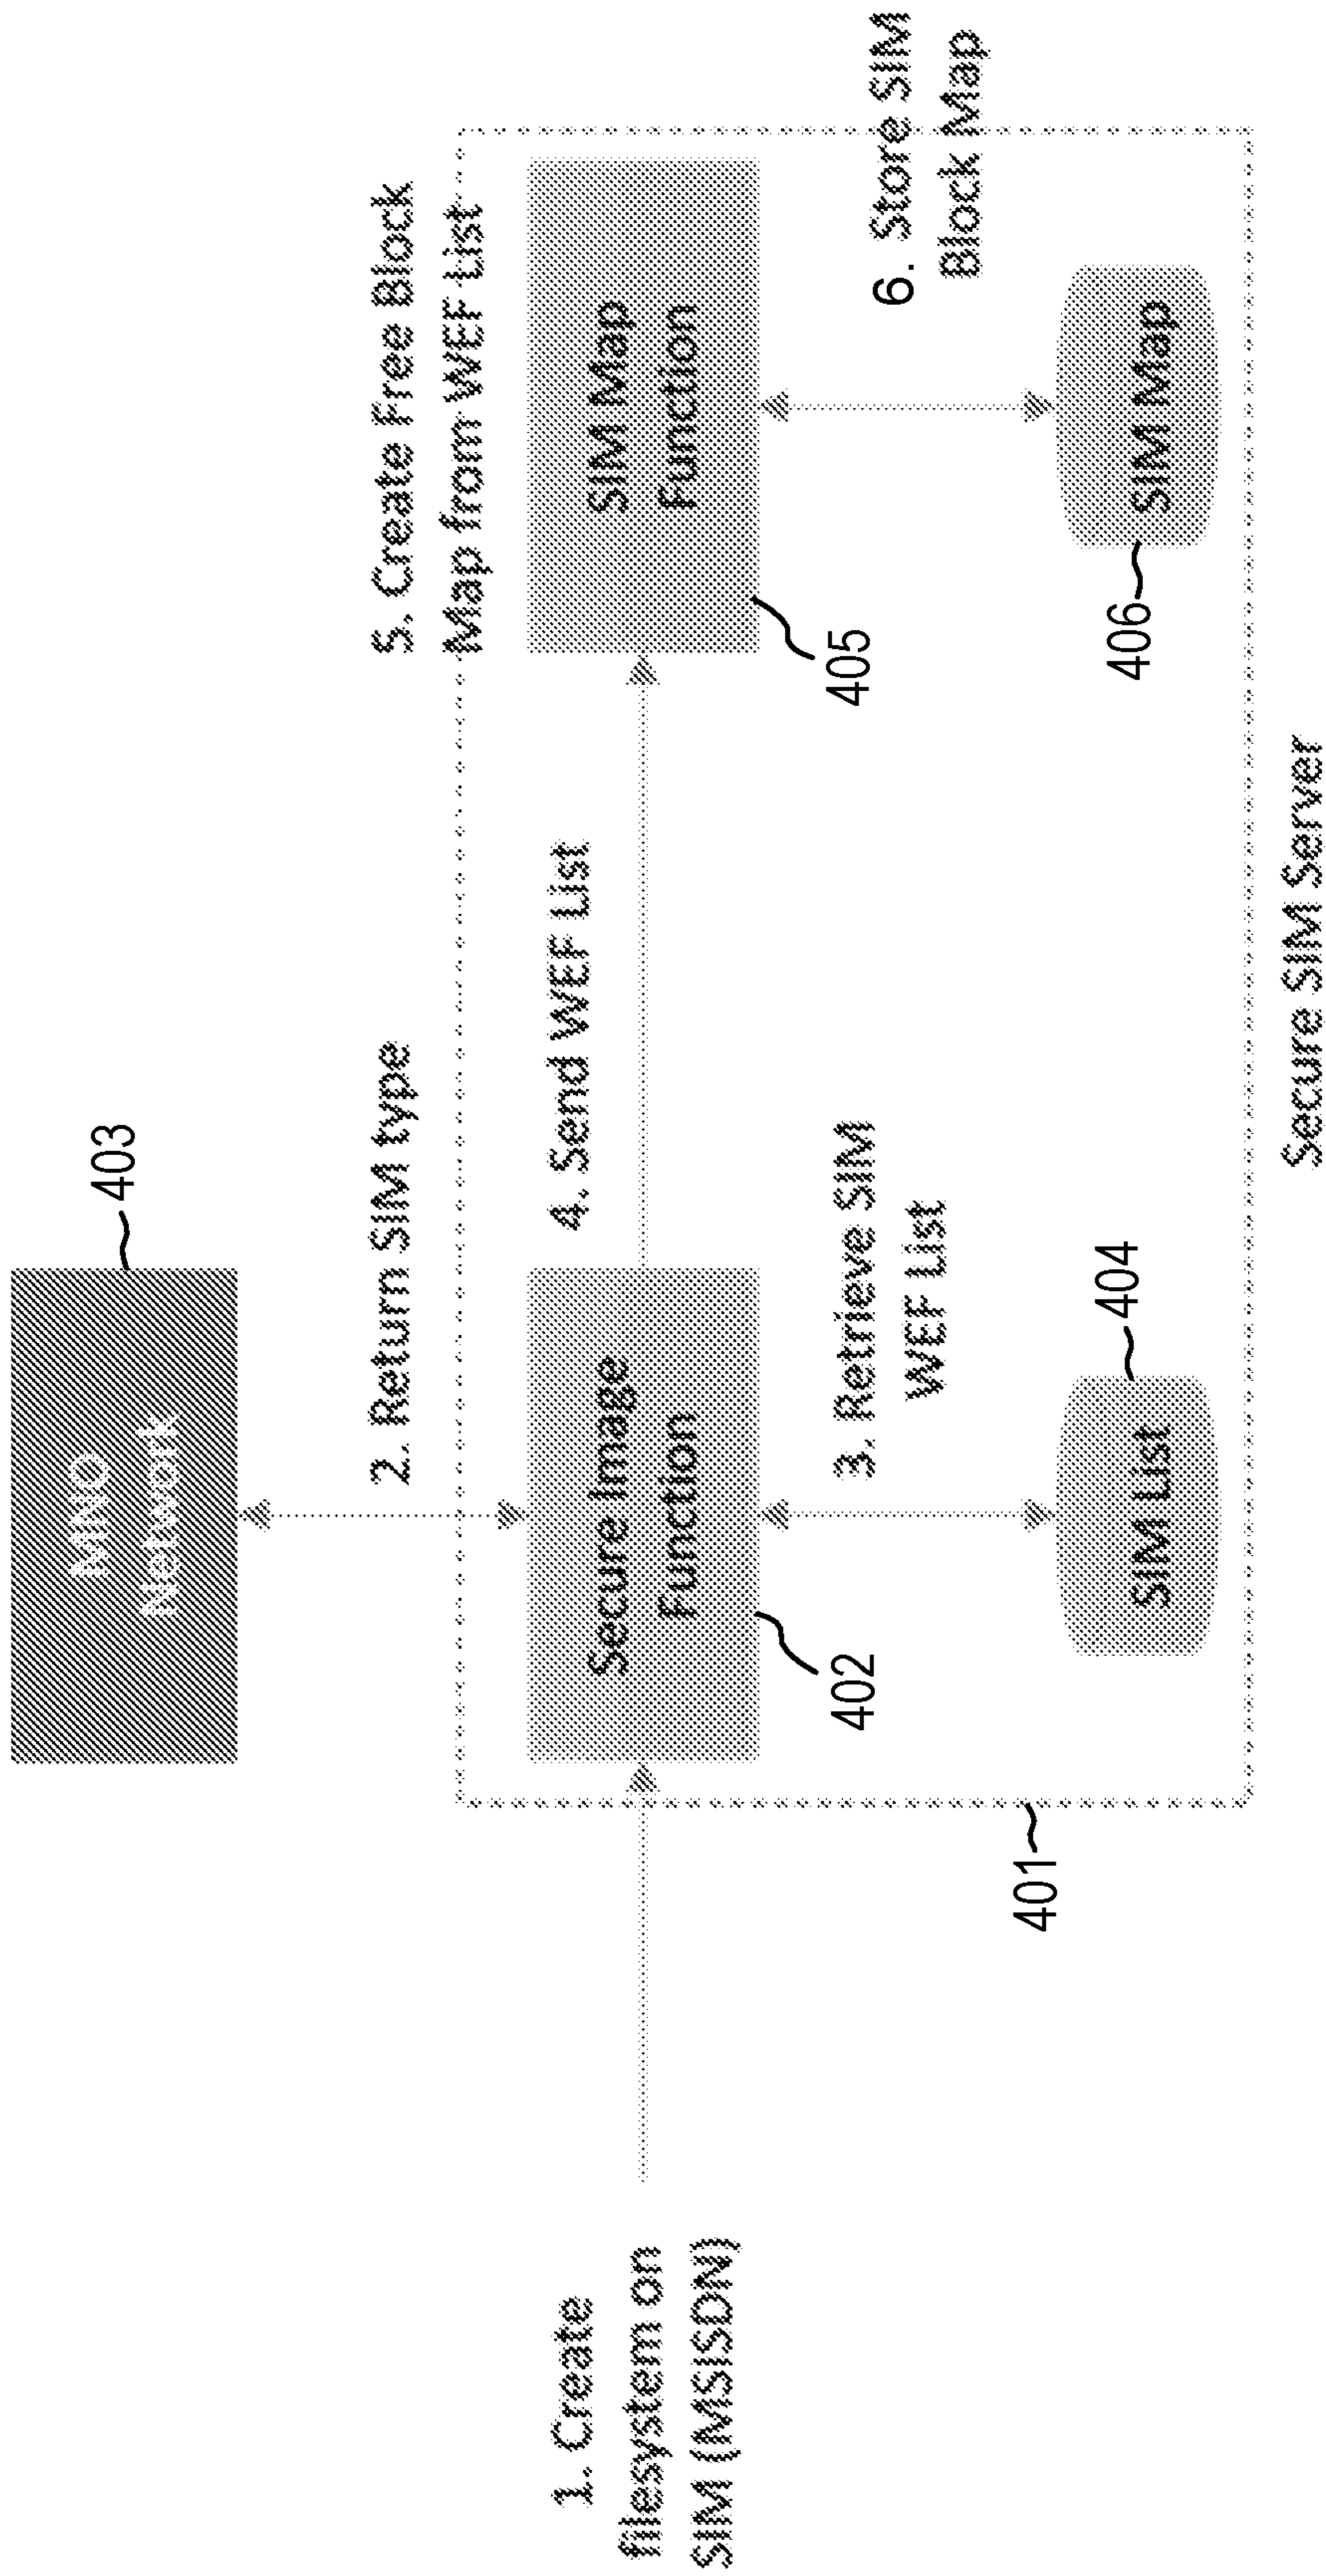 MNO
Network
403
2. Return SIM type
5. Create Free Block
Map from WEF List
1. Create
filesystem on
SIM (MSISDN)
Secure Image
Function
402
4. Send WEF List
SIM Map
Function
405
3. Retrieve SIM
WEF List
6. Store SIM
Block Map
401
SIM List
404
SIM Map
406
Secure SIM Server